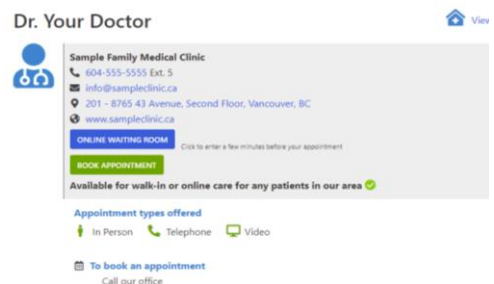 Dr. Your Doctor
View
Sample Family Medical Clinic
604-555-5555 Ext. 5
info@sampleclinic.ca
201 - 8765 43 Avenue, Second Floor, Vancouver, BC
www.sampleclinic.ca
ONLINE WAITING ROOM Click to enter a few minutes before your appointment
BOOK APPOINTMENT
Available for walk-in or online care for any patients in our area
Appointment types offered
In Person Telephone Video
To book an appointment
Call our office